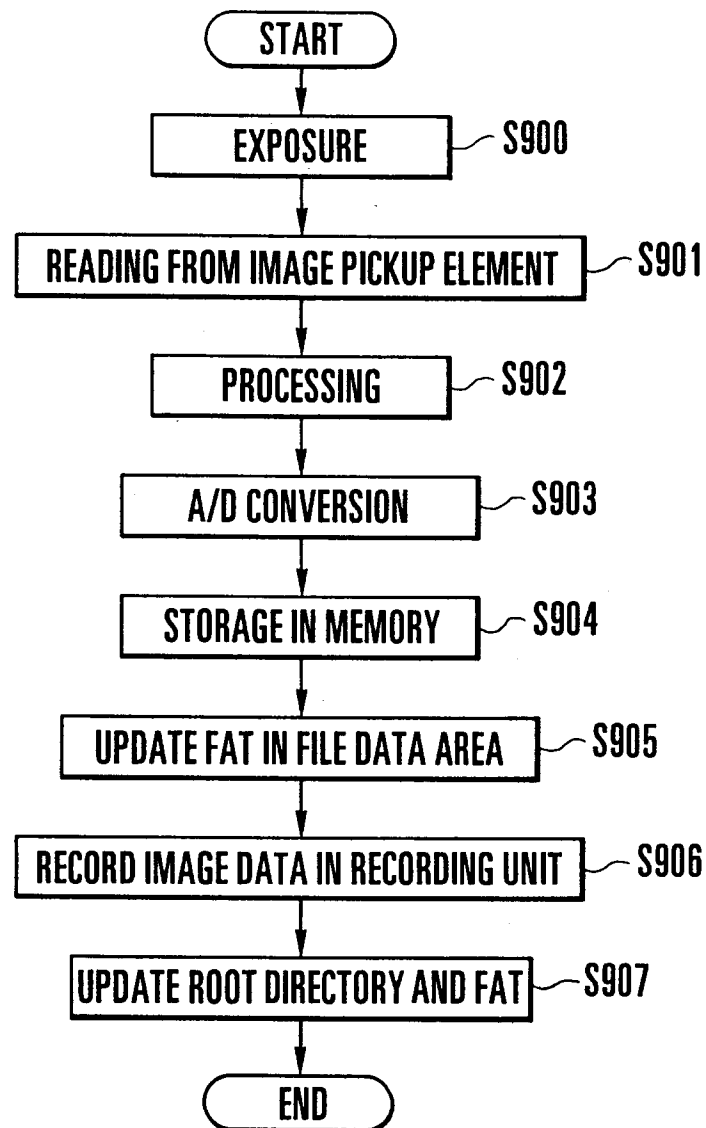 START
EXPOSURE S900
READING FROM IMAGE PICKUP ELEMENT S901
PROCESSING S902
A/D CONVERSION S903
STORAGE IN MEMORY S904
UPDATE FAT IN FILE DATA AREA S905
RECORD IMAGE DATA IN RECORDING UNIT S906
UPDATE ROOT DIRECTORY AND FAT S907
END